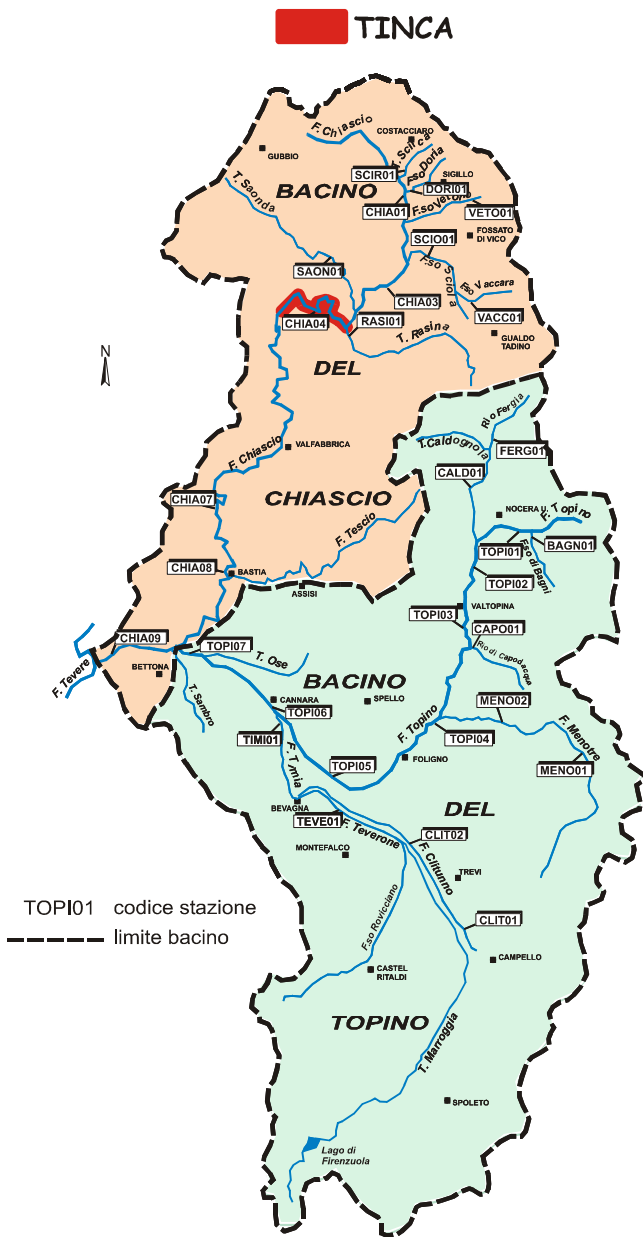 TINCA
F. Chiascio
COSTACCIARO
GUBBIO
T. Scirca
F.so Doria
SCIR01
SIGILLO
BACINO
DORI01
T. Saonda
CHIA01
F.so Vetorno
VETO01
SCIO01
FOSSATO
DI VICO
SAON01
F.so Sciola
F.so Vaccara
CHIA03
CHIA04
RASI01
VACC01
T. Rasina
GUALDO
TADINO
N
DEL
Rio Fergia
T. Caldognola
VALFABBRICA
FERG01
F. Chiascio
CALD01
CHIA07
CHIASCIO
NOCERA U.
F. Topino
F. Tescio
TOPI01
BAGN01
F.so di Bagni
CHIA08
BASTIA
TOPI02
ASSISI
TOPI03
VALTOPINA
CAPO01
CHIA09
TOPI07
Rio di Capodacqua
T. Ose
BETTONA
F. Tevere
BACINO
T. Sambro
CANNARA
SPELLO
MENO02
TOPI06
F. Topino
F. Menotre
TIMI01
TOPI04
F. Timia
FOLIGNO
TOPI05
MENO01
BEVAGNA
DEL
TEVE01
F. Teverone
CLIT02
MONTEFALCO
F. Clitunno
TREVI
TOPI01 codice stazione
CLIT01
limite bacino
F.so Rovicciano
CAMPELLO
CASTEL
RITALDI
TOPINO
T. Marroggia
SPOLETO
Lago di
Firenzuola